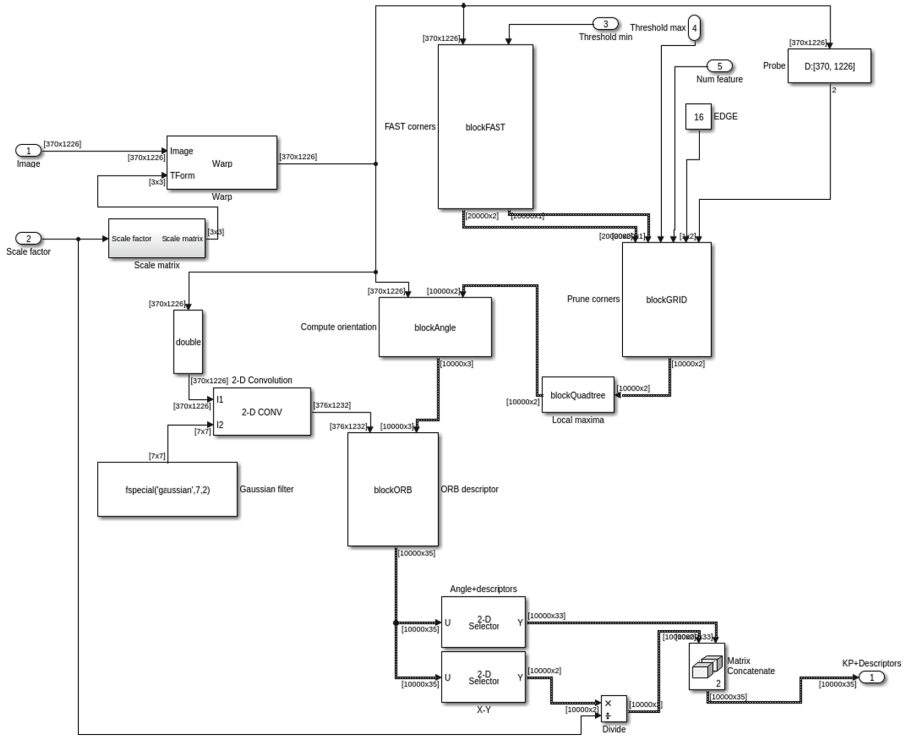 [370x1226]
3
Threshold min
Threshold max
4
[370x1226]
Probe
D:[370, 1226]
2
5
Num feature
FAST corners
blockFAST
16
EDGE
1
Image
[370x1226]
[370x1226]
Image
Warp
TForm
[3x3]
Warp
[370x1226]
2
Scale factor
Scale factor
Scale matrix
[3x3]
Scale matrix
[20000x2]
Prune corners
blockGRID
[370x1226]
[370x1226]
[10000x2]
Compute orientation
blockAngle
double
[10000x3]
[10000x2]
[370x1226]
2-D Convolution
[370x1226]
I1
I2
2-D CONV
[7x7]
[376x1232]
blockQuadtree
[10000x2]
[10000x2]
Local maxima
[376x1232]
[10000x3]
[7x7]
fspecial('gaussian',7,2)
Gaussian filter
blockORB
ORB descriptor
[10000x35]
Angle+descriptors
U
2-D
Selector
Y
[10000x35]
[10000x33]
U
2-D
Selector
Y
[10000x35]
[10000x2]
X-Y
[10000x2]
×
÷
Divide
Matrix
Concatenate
2
[10000x35]
KP+Descriptors
[10000x35]
1